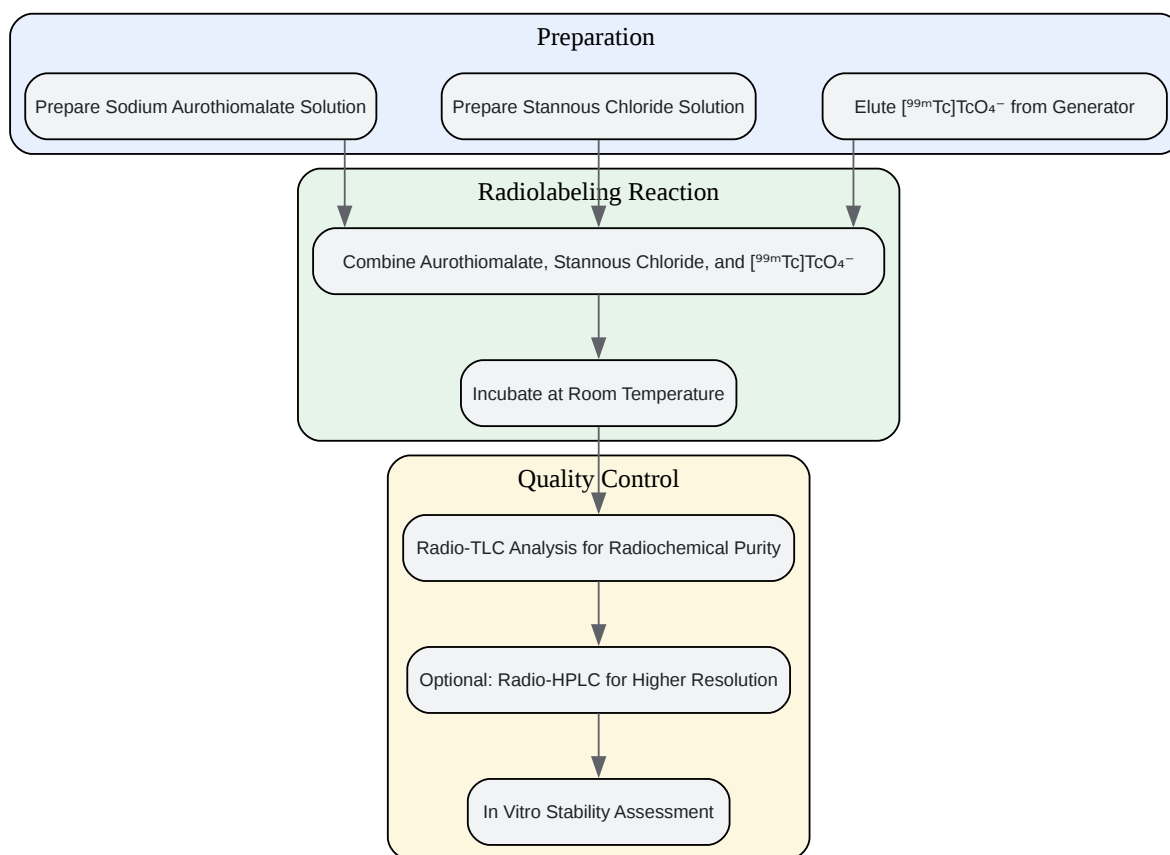 Preparation
Prepare Sodium Aurothiomalate Solution
Prepare Stannous Chloride Solution
Elute [⁹⁹ᵐTc]TcO₄⁻ from Generator
Radiolabeling Reaction
Combine Aurothiomalate, Stannous Chloride, and [⁹⁹ᵐTc]TcO₄⁻
Incubate at Room Temperature
Quality Control
Radio-TLC Analysis for Radiochemical Purity
Optional: Radio-HPLC for Higher Resolution
In Vitro Stability Assessment